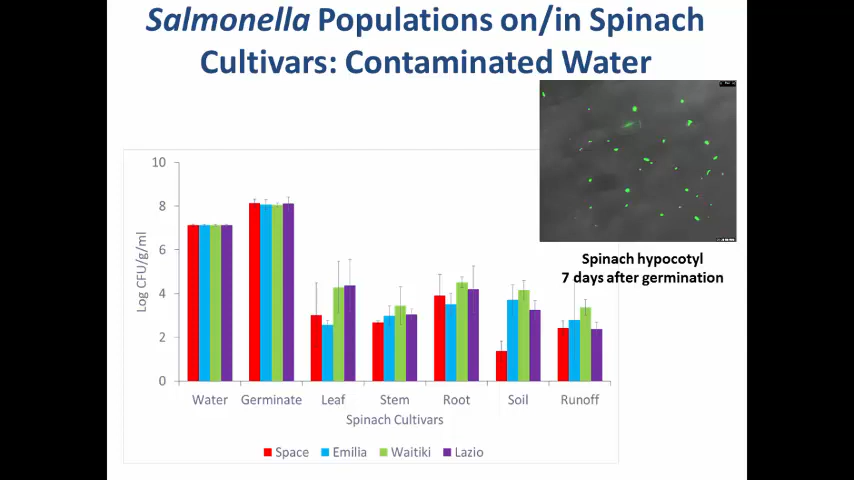 Salmonella Populations on/in Spinach
Cultivars: Contaminated Water
Spinach hypocotyl
7 days after germination
10
8
6
4
2
0
Log CFU/g/ml
Water Germinate Leaf Stem Root Soil Runoff
Spinach Cultivars
Space Emilia Waitiki Lazio